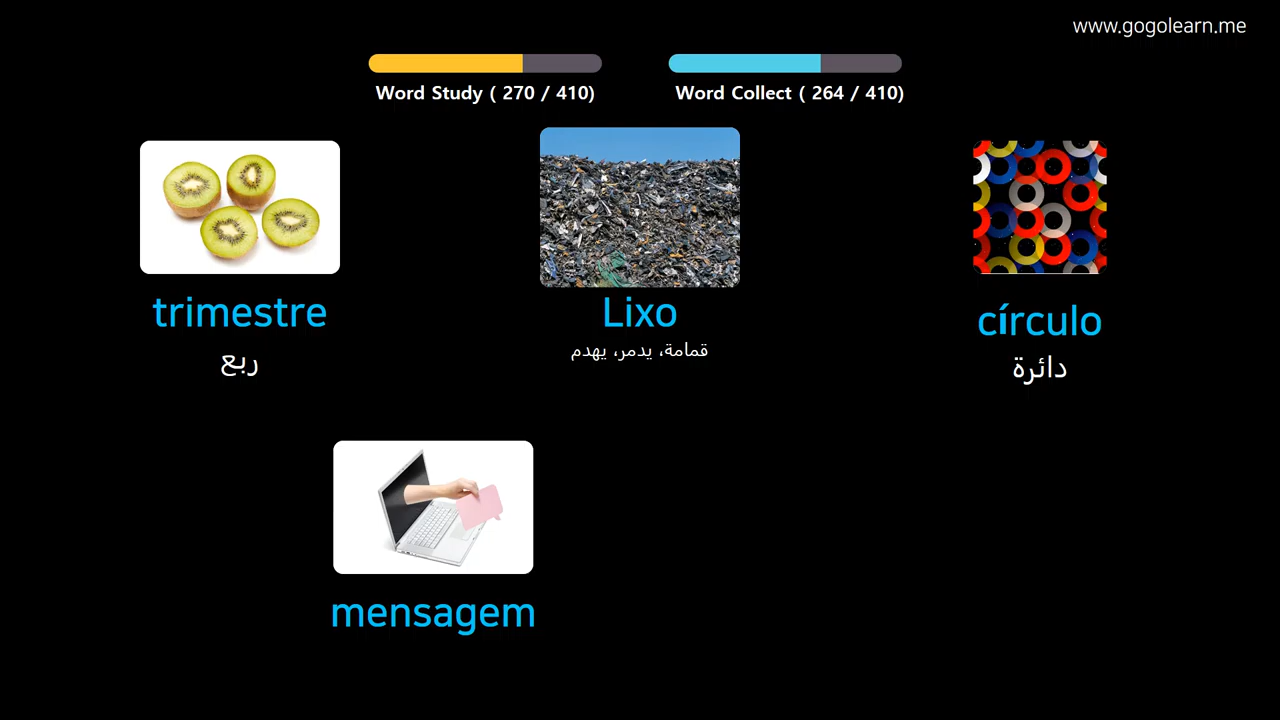 www.gogolearn.me
Word Study ( 270 / 410)
Word Collect ( 264 / 410)
trimestre
ربع
Lixo
قمامة، يدمر، يهدم
círculo
دائرة
mensagem